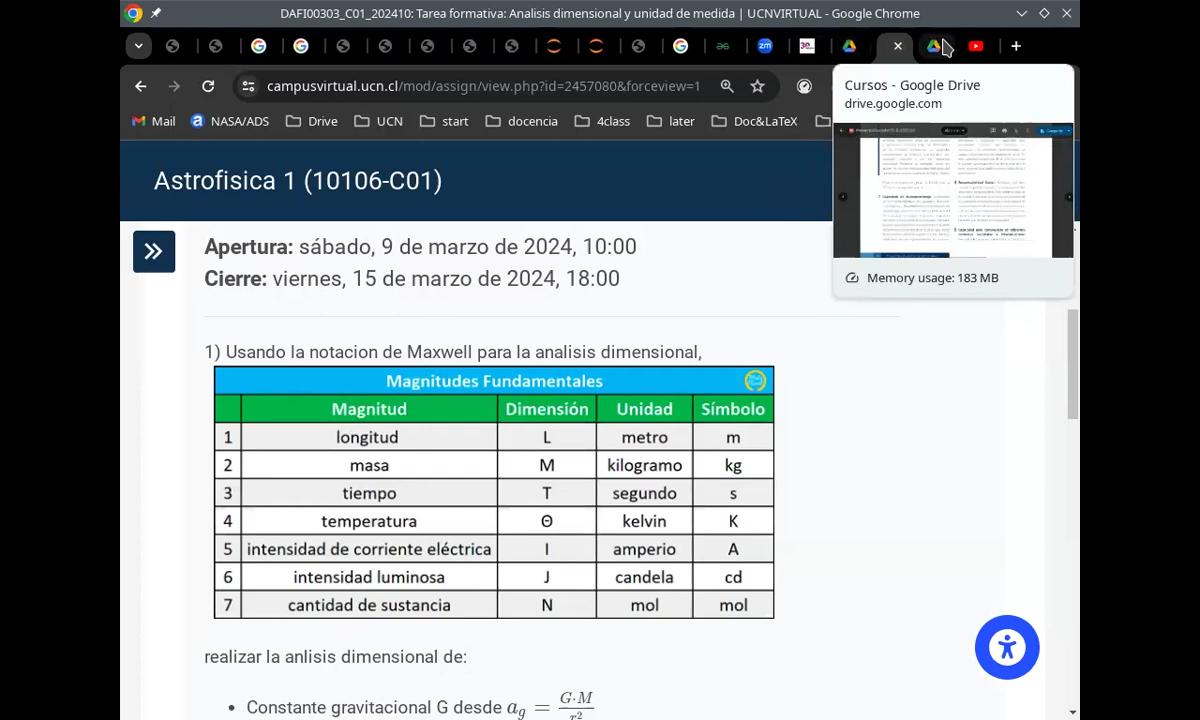 DAFI00303_C01_202410: Tarea formativa: Analisis dimensional y unidad de medida | UCNVIRTUAL - Google Chrome
campusvirtual.ucn.cl/mod/assign/view.php?id=2457080&forceview=1
Mail NASA/ADS Drive UCN start docencia 4class later Doc&LaTeX
Cursos - Google Drive
drive.google.com
Memory usage: 183 MB
Astrofisica 1 (10106-C01)
Apertura: sábado, 9 de marzo de 2024, 10:00
Cierre: viernes, 15 de marzo de 2024, 18:00
1) Usando la notacion de Maxwell para la analisis dimensional,
Magnitudes Fundamentales
Magnitud Dimensión Unidad Símbolo
1 longitud L metro m
2 masa M kilogramo kg
3 tiempo T segundo s
4 temperatura Θ kelvin K
5 intensidad de corriente eléctrica I amperio A
6 intensidad luminosa J candela cd
7 cantidad de sustancia N mol mol
realizar la anlisis dimensional de:
• Constante gravitacional G desde a_g = G·M / r²